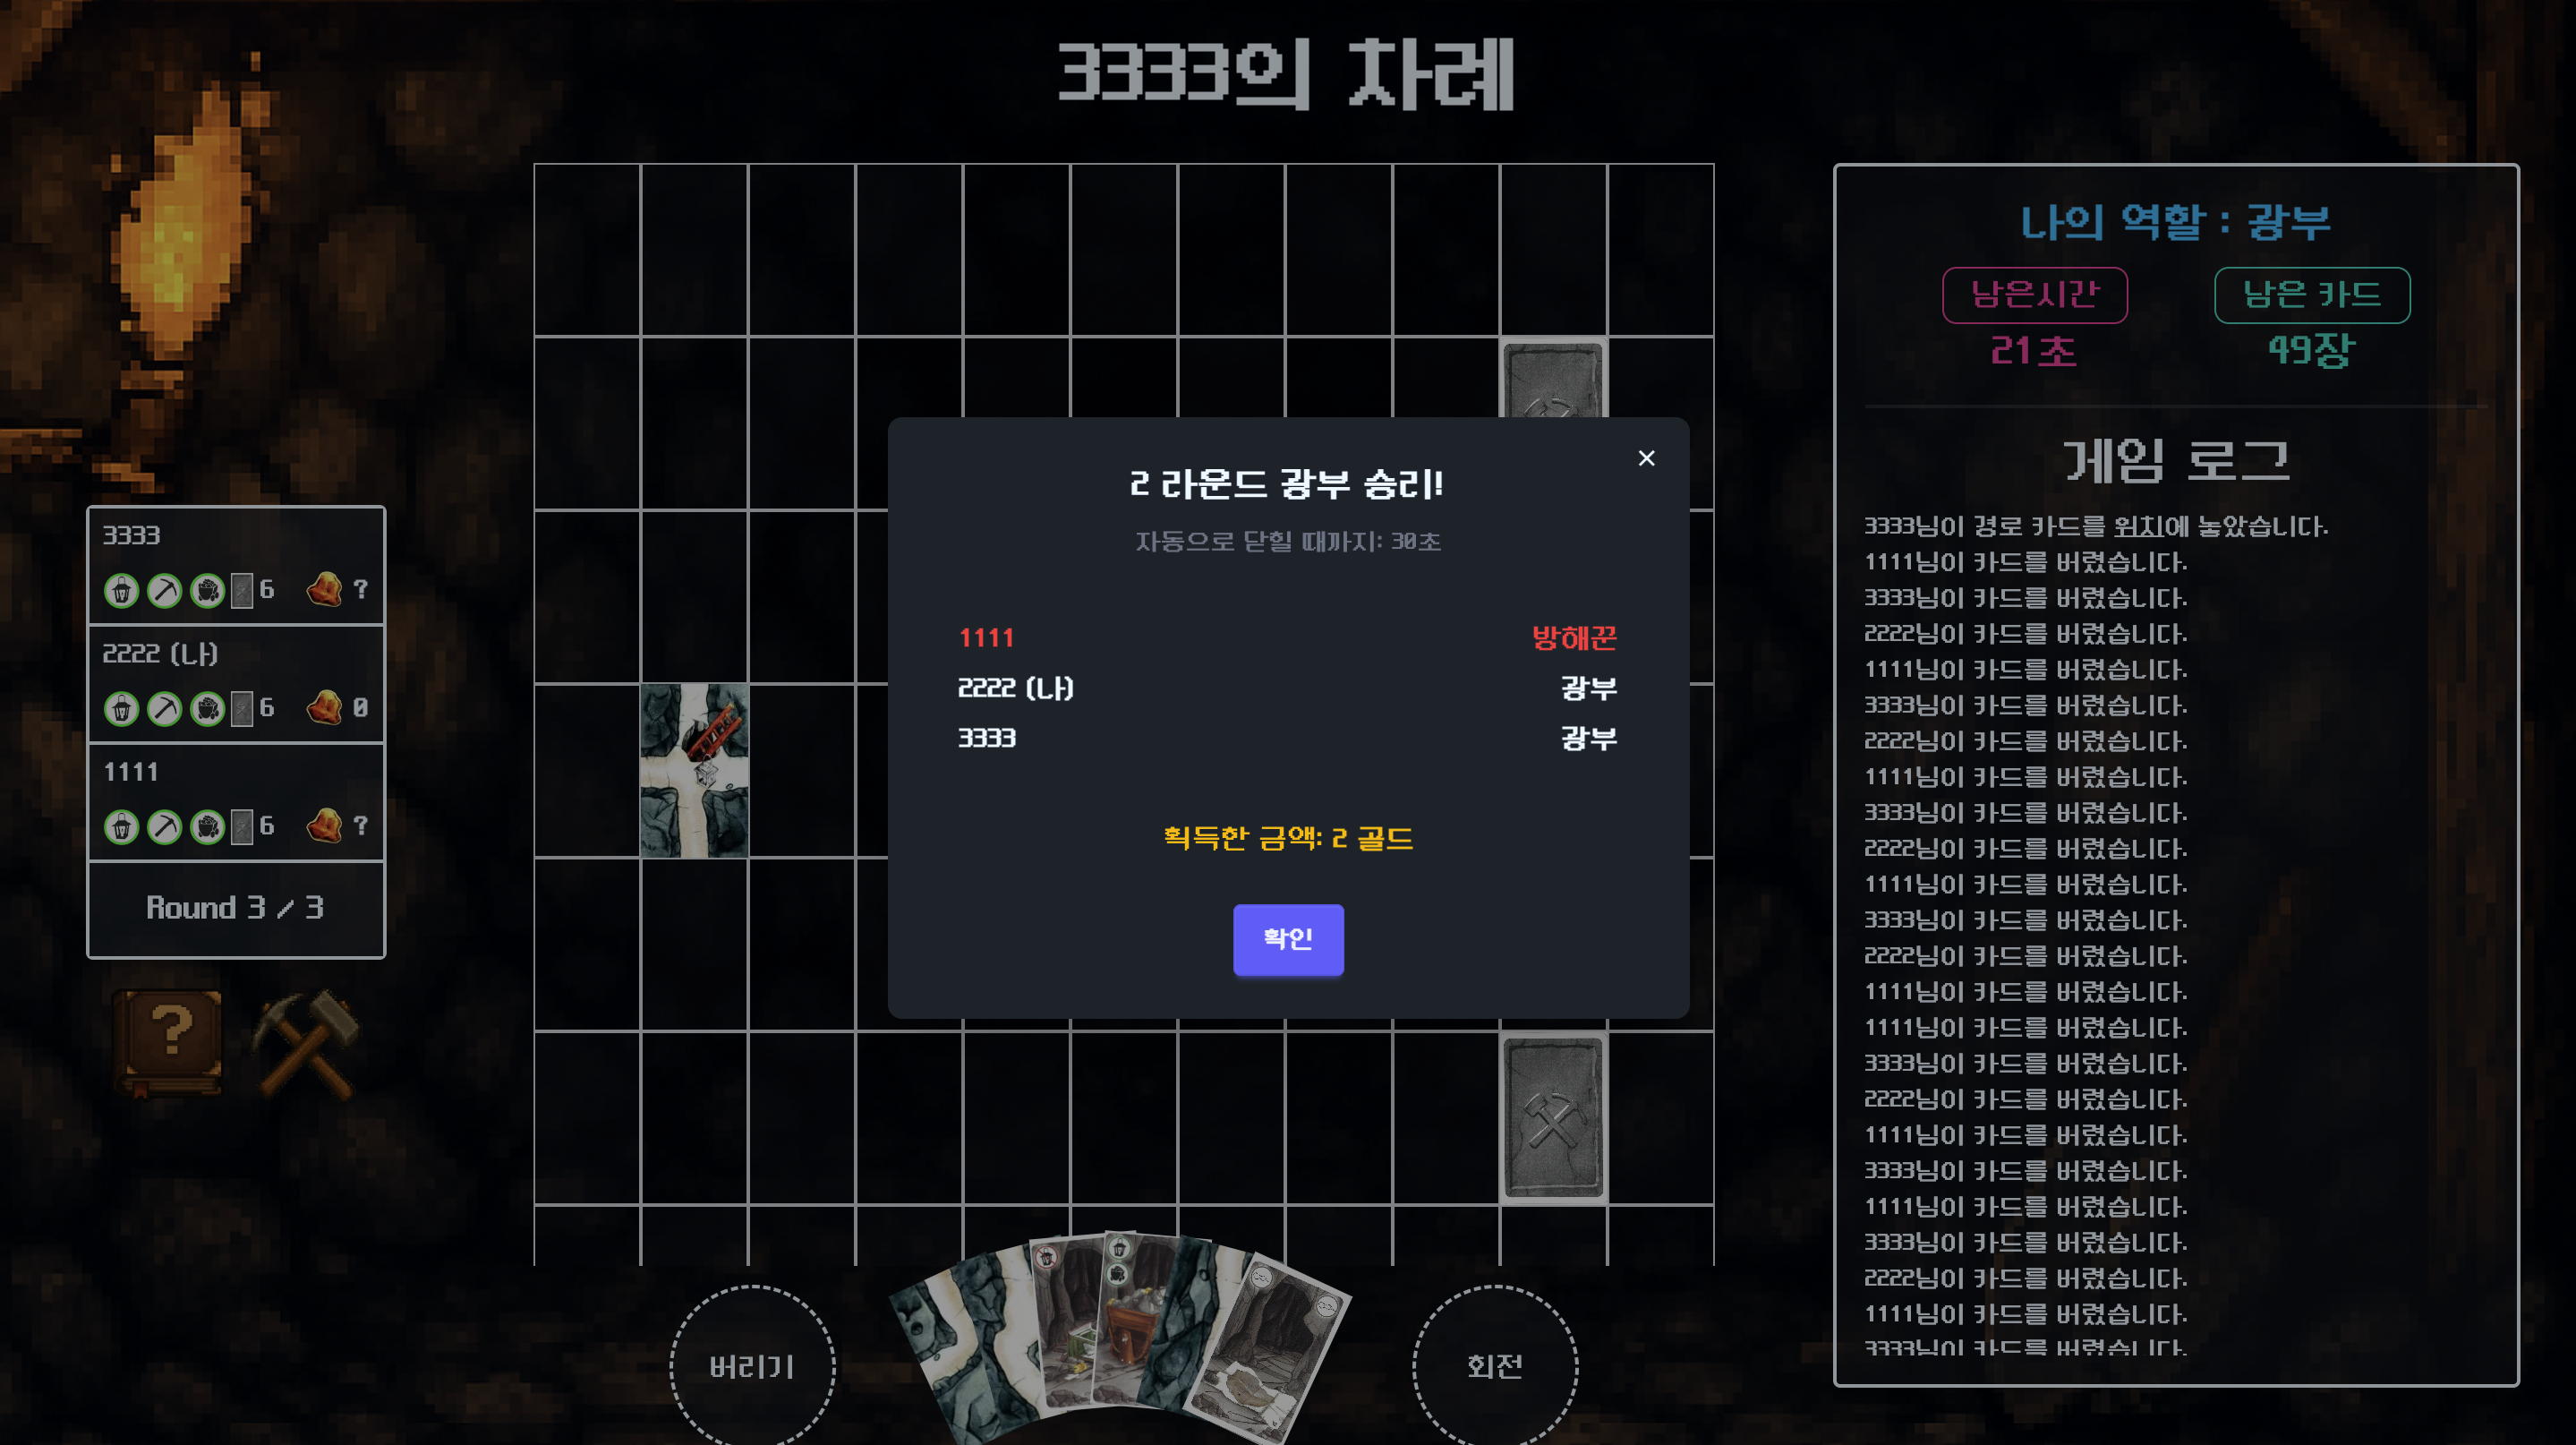 3333의 차례
3333
6 ?
2222 (나)
6 0
1111
6 ?
Round 3 / 3
?
2 라운드 광부 승리!
자동으로 닫힐 때까지: 30초
1111 방해꾼
2222 (나) 광부
3333 광부
획득한 금액: 2 골드
확인
버리기
회전
나의 역할 : 광부
남은시간 남은 카드
21초 49장
게임 로그
3333님이 경로 카드를 위치에 놓았습니다.
1111님이 카드를 버렸습니다.
3333님이 카드를 버렸습니다.
2222님이 카드를 버렸습니다.
1111님이 카드를 버렸습니다.
3333님이 카드를 버렸습니다.
2222님이 카드를 버렸습니다.
1111님이 카드를 버렸습니다.
3333님이 카드를 버렸습니다.
2222님이 카드를 버렸습니다.
1111님이 카드를 버렸습니다.
3333님이 카드를 버렸습니다.
2222님이 카드를 버렸습니다.
1111님이 카드를 버렸습니다.
1111님이 카드를 버렸습니다.
3333님이 카드를 버렸습니다.
2222님이 카드를 버렸습니다.
1111님이 카드를 버렸습니다.
3333님이 카드를 버렸습니다.
1111님이 카드를 버렸습니다.
3333님이 카드를 버렸습니다.
2222님이 카드를 버렸습니다.
1111님이 카드를 버렸습니다.
3333님이 카드를 버렸습니다.